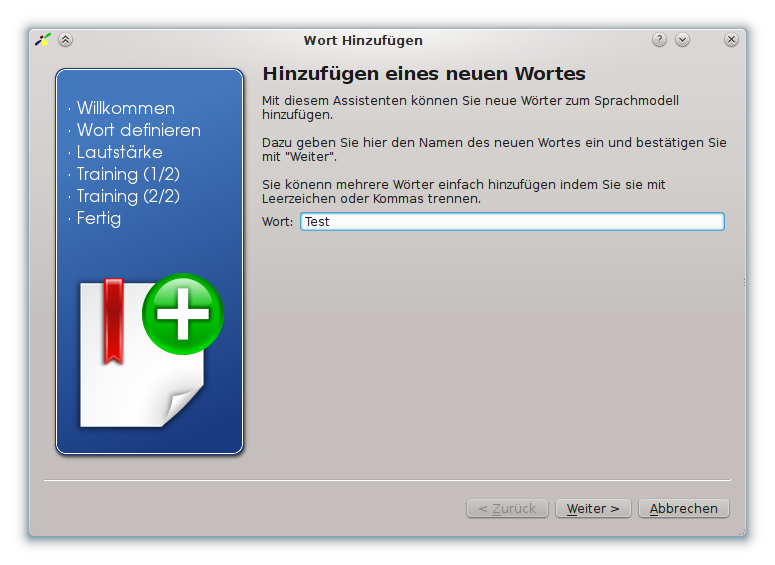 Wort Hinzufügen
· Willkommen
· Wort definieren
· Lautstärke
· Training (1/2)
· Training (2/2)
· Fertig
Hinzufügen eines neuen Wortes
Mit diesem Assistenten können Sie neue Wörter zum Sprachmodell
hinzufügen.
Dazu geben Sie hier den Namen des neuen Wortes ein und bestätigen Sie
mit "Weiter".
Sie könenn mehrere Wörter einfach hinzufügen indem Sie sie mit
Leerzeichen oder Kommas trennen.
Wort: Test
< Zurück Weiter > Abbrechen